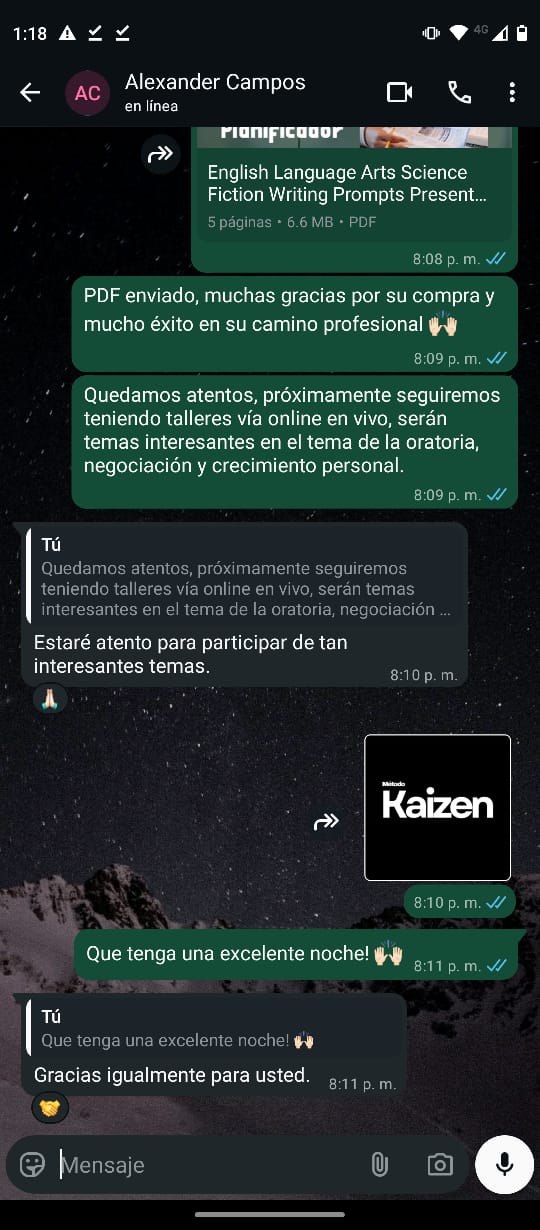 1:18
4G
AC
Alexander Campos
en línea
Planificador
English Language Arts Science
Fiction Writing Prompts Present...
5 páginas • 6.6 MB • PDF
8:08 p. m.
PDF enviado, muchas gracias por su compra y
mucho éxito en su camino profesional 🙌🏻
8:09 p. m.
Quedamos atentos, próximamente seguiremos
teniendo talleres vía online en vivo, serán
temas interesantes en el tema de la oratoria,
negociación y crecimiento personal.
8:09 p. m.
Tú
Quedamos atentos, próximamente seguiremos
teniendo talleres vía online en vivo, serán temas
interesantes en el tema de la oratoria, negociación ...
Estaré atento para participar de tan
interesantes temas.
8:10 p. m.
🙏🏻
Método
Kaizen
8:10 p. m.
Que tenga una excelente noche! 🙌🏻
8:11 p. m.
Tú
Que tenga una excelente noche! 🙌🏻
Gracias igualmente para usted.
8:11 p. m.
🤝
Mensaje